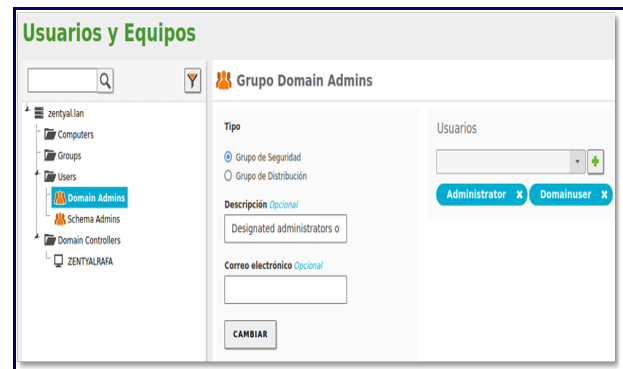 Usuarios y Equipos
Grupo Domain Admins
zentyal.lan
Computers
Groups
Users
Domain Admins
Schema Admins
Domain Controllers
ZENTYALRAFA
Tipo
Grupo de Seguridad
Grupo de Distribución
Descripción Opcional
Designated administrators o
Correo electrónico Opcional
CAMBIAR
Usuarios
Administrator x Domainuser x